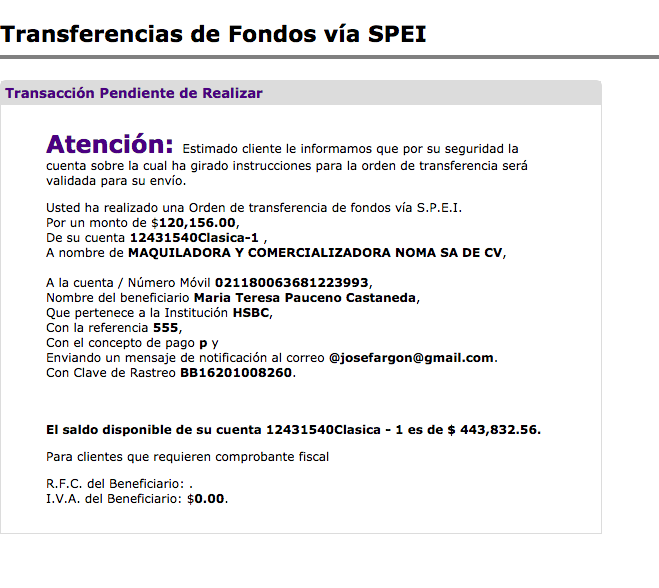 Transferencias de Fondos vía SPEI
Transacción Pendiente de Realizar
Atención: Estimado cliente le informamos que por su seguridad la
cuenta sobre la cual ha girado instrucciones para la orden de transferencia será
validada para su envío.
Usted ha realizado una Orden de transferencia de fondos vía S.P.E.I.
Por un monto de $120,156.00,
De su cuenta 12431540Clasica-1 ,
A nombre de MAQUILADORA Y COMERCIALIZADORA NOMA SA DE CV,
A la cuenta / Número Móvil 021180063681223993,
Nombre del beneficiario Maria Teresa Pauceno Castaneda,
Que pertenece a la Institución HSBC,
Con la referencia 555,
Con el concepto de pago p y
Enviando un mensaje de notificación al correo @josefargon@gmail.com.
Con Clave de Rastreo BB16201008260.
El saldo disponible de su cuenta 12431540Clasica - 1 es de $ 443,832.56.
Para clientes que requieren comprobante fiscal
R.F.C. del Beneficiario: .
I.V.A. del Beneficiario: $0.00.